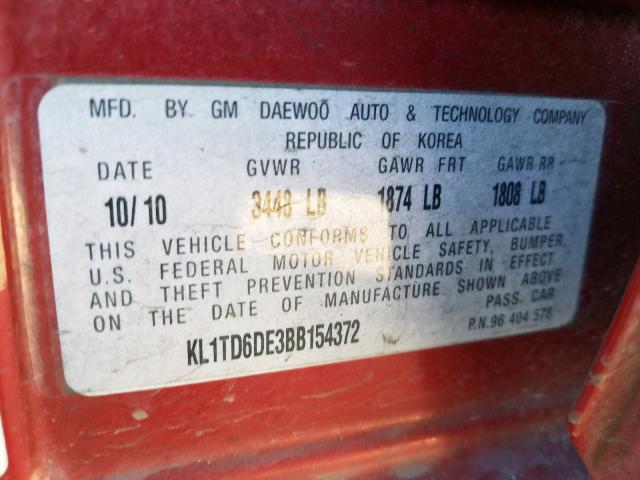 MFD. BY GM DAEWOO AUTO & TECHNOLOGY COMPANY
REPUBLIC OF KOREA
DATE GVWR GAWR FRT GAWR RR
10/10 3448 LB 1874 LB 1808 LB
THIS VEHICLE CONFORMS TO ALL APPLICABLE
U.S. FEDERAL MOTOR VEHICLE SAFETY, BUMPER,
AND THEFT PREVENTION STANDARDS IN EFFECT
ON THE DATE OF MANUFACTURE SHOWN ABOVE
PASS. CAR
KL1TD6DE3BB154372 P.N. 96 404 578